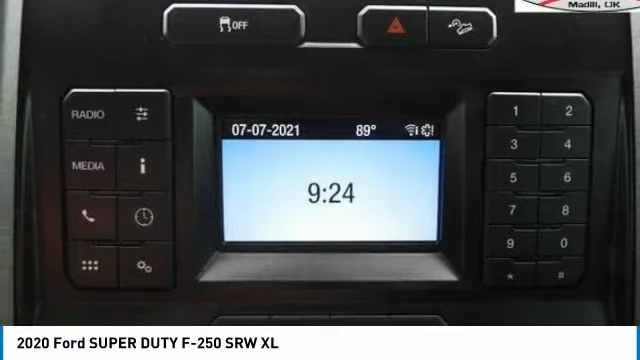 Madill, OK
OFF
RADIO
MEDIA
07-07-2021 89°
9:24
1 2
3 4
5 6
7 8
9 0
* #
2020 Ford SUPER DUTY F-250 SRW XL